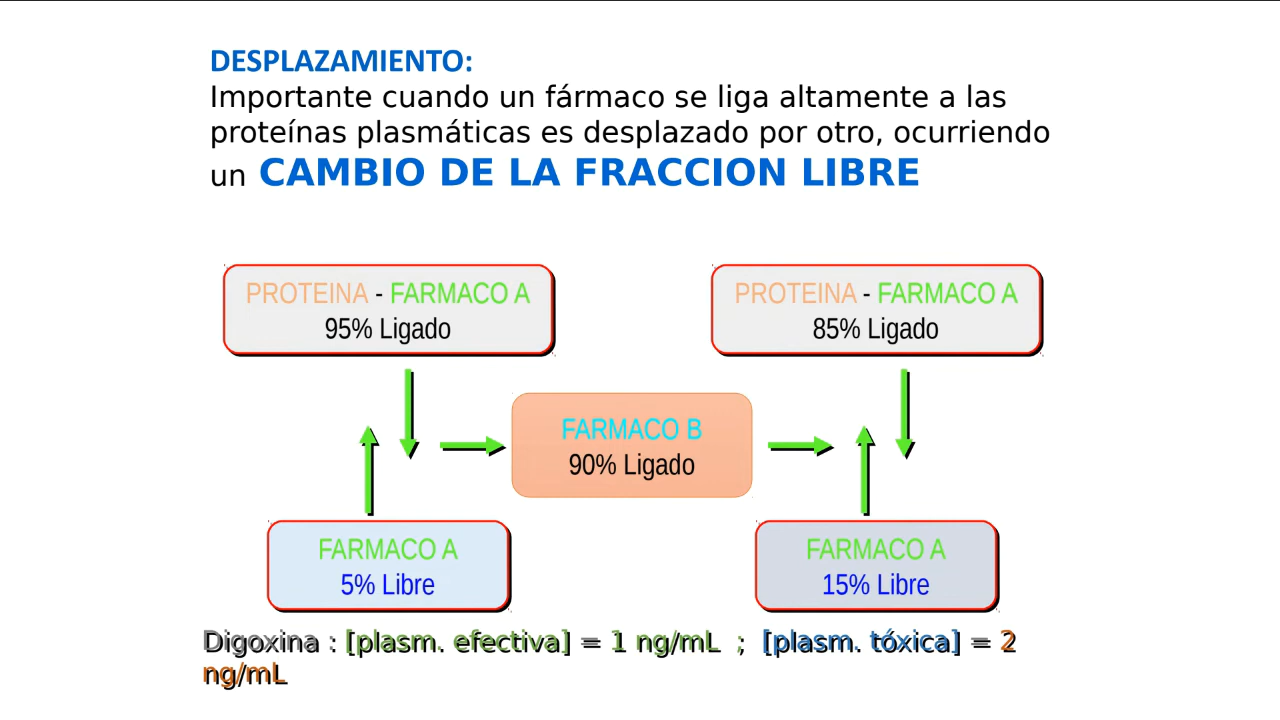 DESPLAZAMIENTO:
Importante cuando un fármaco se liga altamente a las
proteínas plasmáticas es desplazado por otro, ocurriendo
un CAMBIO DE LA FRACCION LIBRE
PROTEINA - FARMACO A
95% Ligado
PROTEINA - FARMACO A
85% Ligado
FARMACO B
90% Ligado
FARMACO A
5% Libre
FARMACO A
15% Libre
Digoxina : [plasm. efectiva] = 1 ng/mL ; [plasm. tóxica] = 2
ng/mL